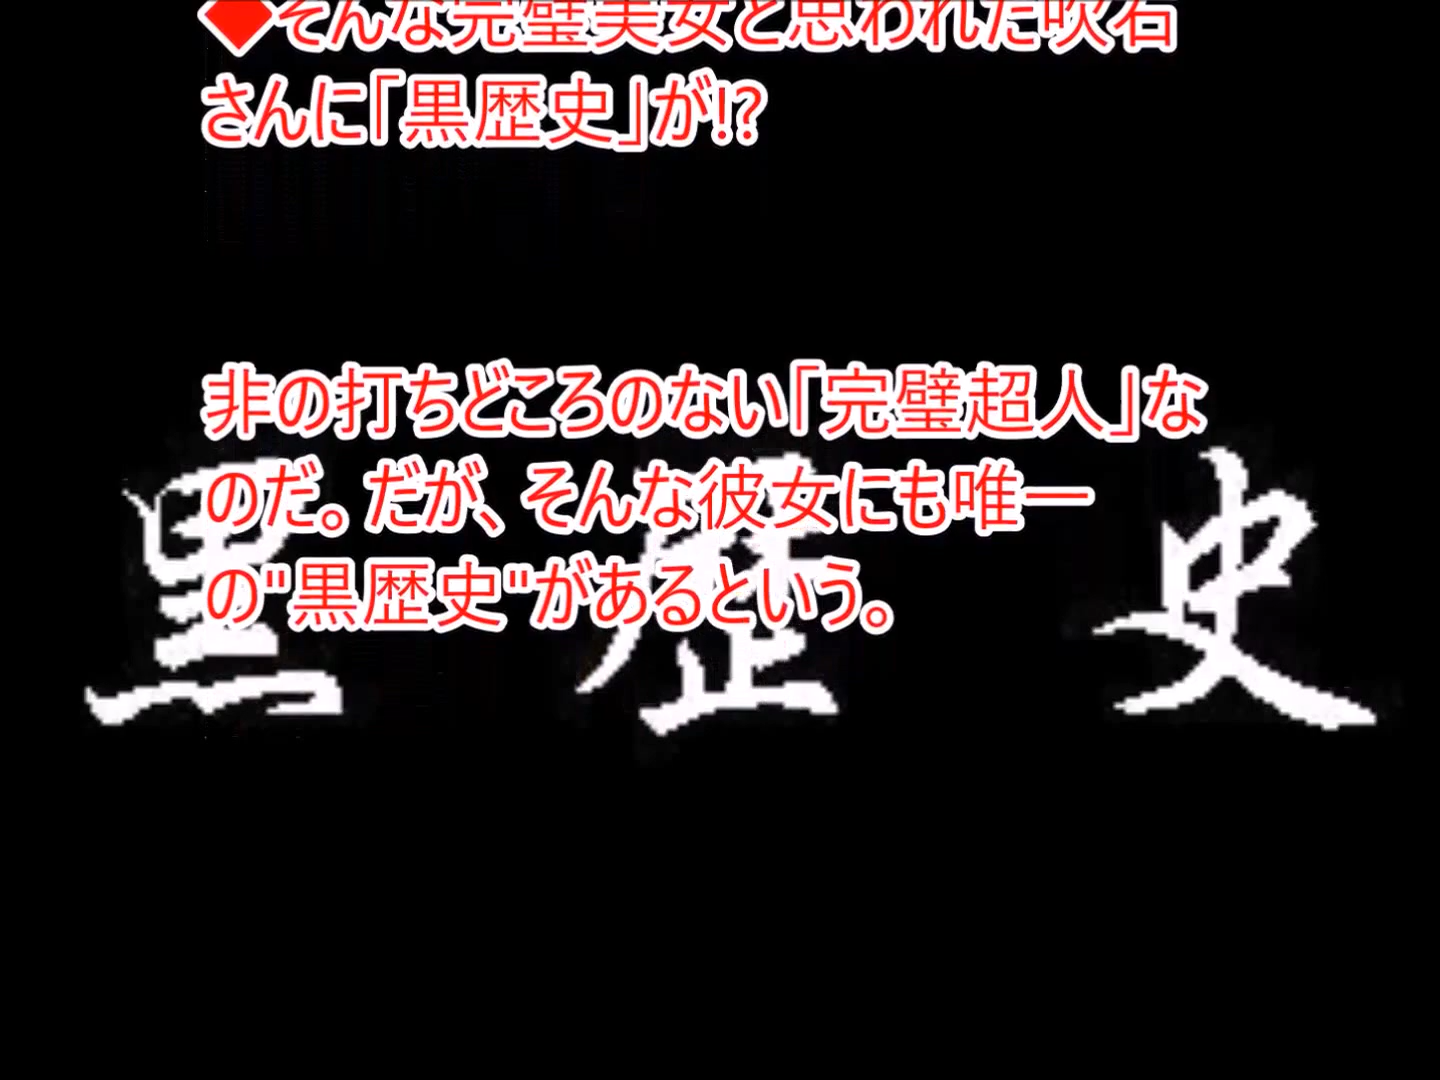 ◆そんな完璧美女と思われた吹石
さんに「黒歴史」が!?
非の打ちどころのない「完璧超人」な
のだ。だが、そんな彼女にも唯一
の"黒歴史"があるという。
黒歴史